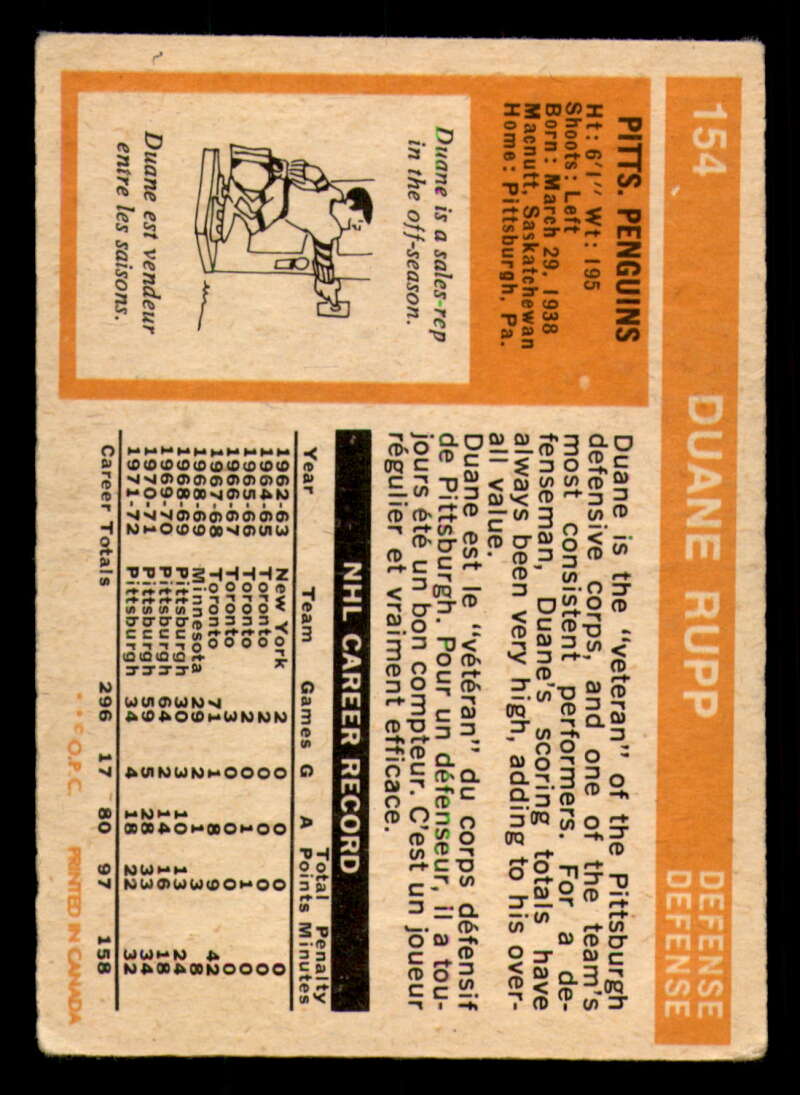 154 DUANE RUPP DEFENSE
DEFENSE
PITTS. PENGUINS
Ht: 6'1" Wt: 195
Shoots: Left
Born: March 29, 1938
Macnutt, Saskatchewan
Home: Pittsburgh, Pa.
Duane is a sales-rep
in the off-season.
Duane est vendeur
entre les saisons.
Duane is the "veteran" of the Pittsburgh
defensive corps, and one of the team's
most consistent performers. For a de-
fenseman, Duane's scoring totals have
always been very high, adding to his over-
all value.
Duane est le "vétéran" du corps défensif
de Pittsburgh. Pour un défenseur, il a tou-
jours été un bon compteur. C'est un joueur
régulier et vraiment efficace.
NHL CAREER RECORD
Year Team Games G A Total Points Penalty Minutes
1962-63 New York 2 0 0 0 0
1964-65 Toronto 2 0 0 0 0
1965-66 Toronto 2 0 1 1 0
1966-67 Toronto 3 0 0 0 0
1967-68 Toronto 71 1 8 9 42
1968-69 Minnesota 29 2 1 3 8
1968-69 Pittsburgh 30 3 10 13 24
1969-70 Pittsburgh 64 2 14 16 18
1970-71 Pittsburgh 59 5 28 33 34
1971-72 Pittsburgh 34 4 18 22 32
Career Totals 296 17 80 97 158
* * © O.P.C. PRINTED IN CANADA